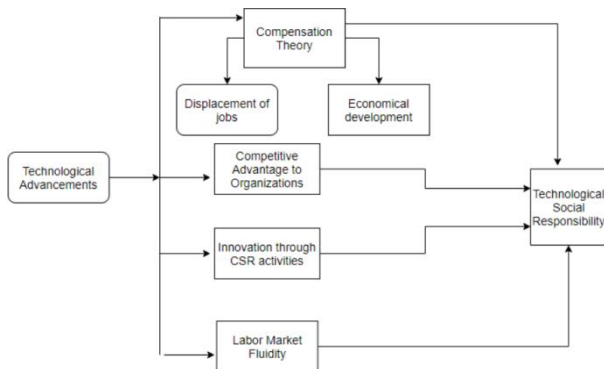 Compensation
Theory
Displacement of
jobs
Economical
development
Technological
Advancements
Competitive
Advantage to
Organizations
Technological
Social
Responsibility
Innovation through
CSR activities
Labor Market
Fluidity